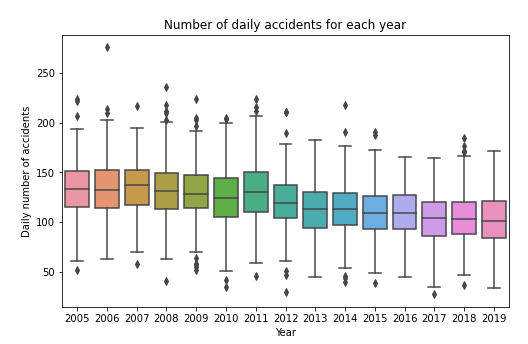 Number of daily accidents for each year
Daily number of accidents
250
200
150
100
50
2005 2006 2007 2008 2009 2010 2011 2012 2013 2014 2015 2016 2017 2018 2019
Year